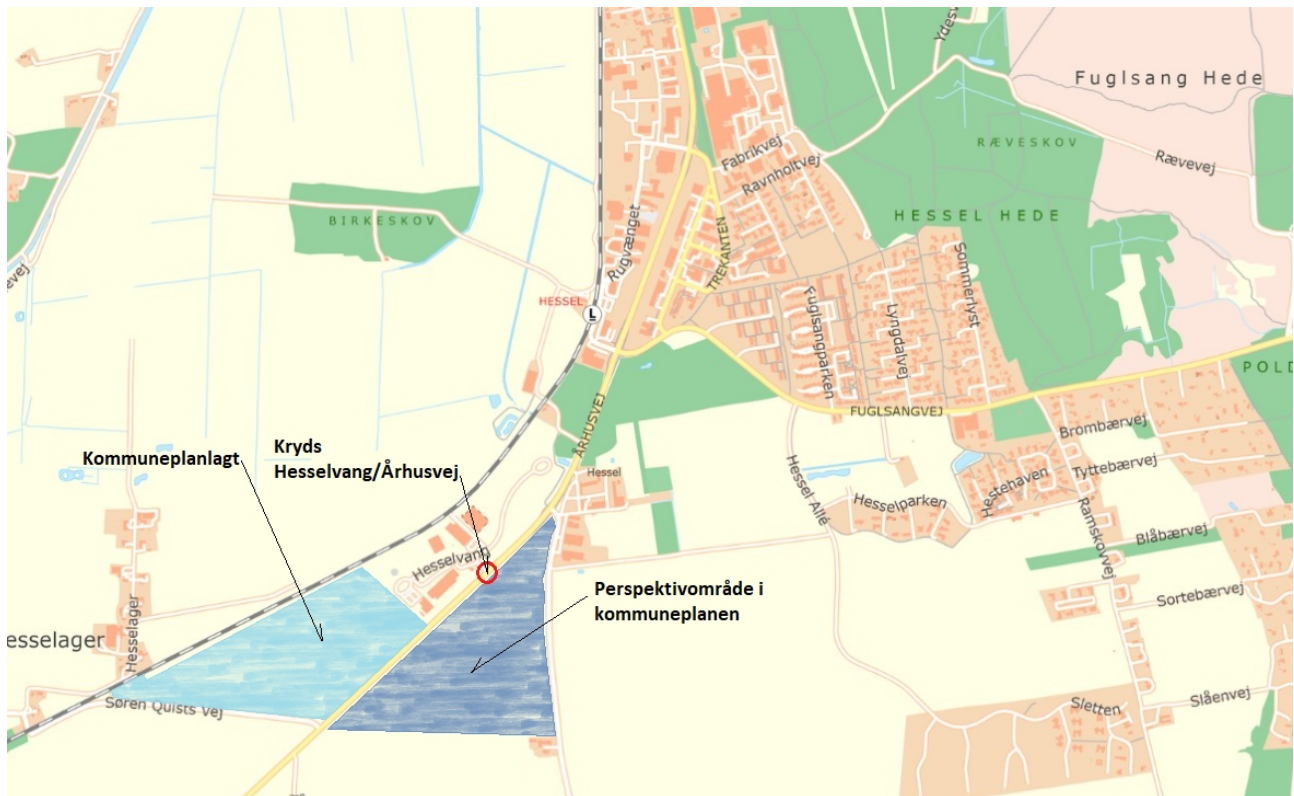 Ydesv
Fuglsang Hede
RÆVESKOV
Rævevej
Fabrikvej
Ravnholtvej
HESSEL HEDE
BIRKESKOV
Rugvænget
TREKANTEN
Sommerlyst
HESSEL
L
Fuglsangparken
Lyngdalvej
POLD
ÅRHUSVEJ
FUGLSANGVEJ
Brombærvej
Kommuneplanlagt
Kryds
Hesselvang/Århusvej
Hessel
Tyttebærvej
Hestehaven
Hessel Allé
Hesselparken
Ramskovvej
Blåbærvej
Hesselvang
Perspektivområde i
kommuneplanen
Sortebærvej
Hesselager
esselager
Søren Quists Vej
Sletten
Slåenvej